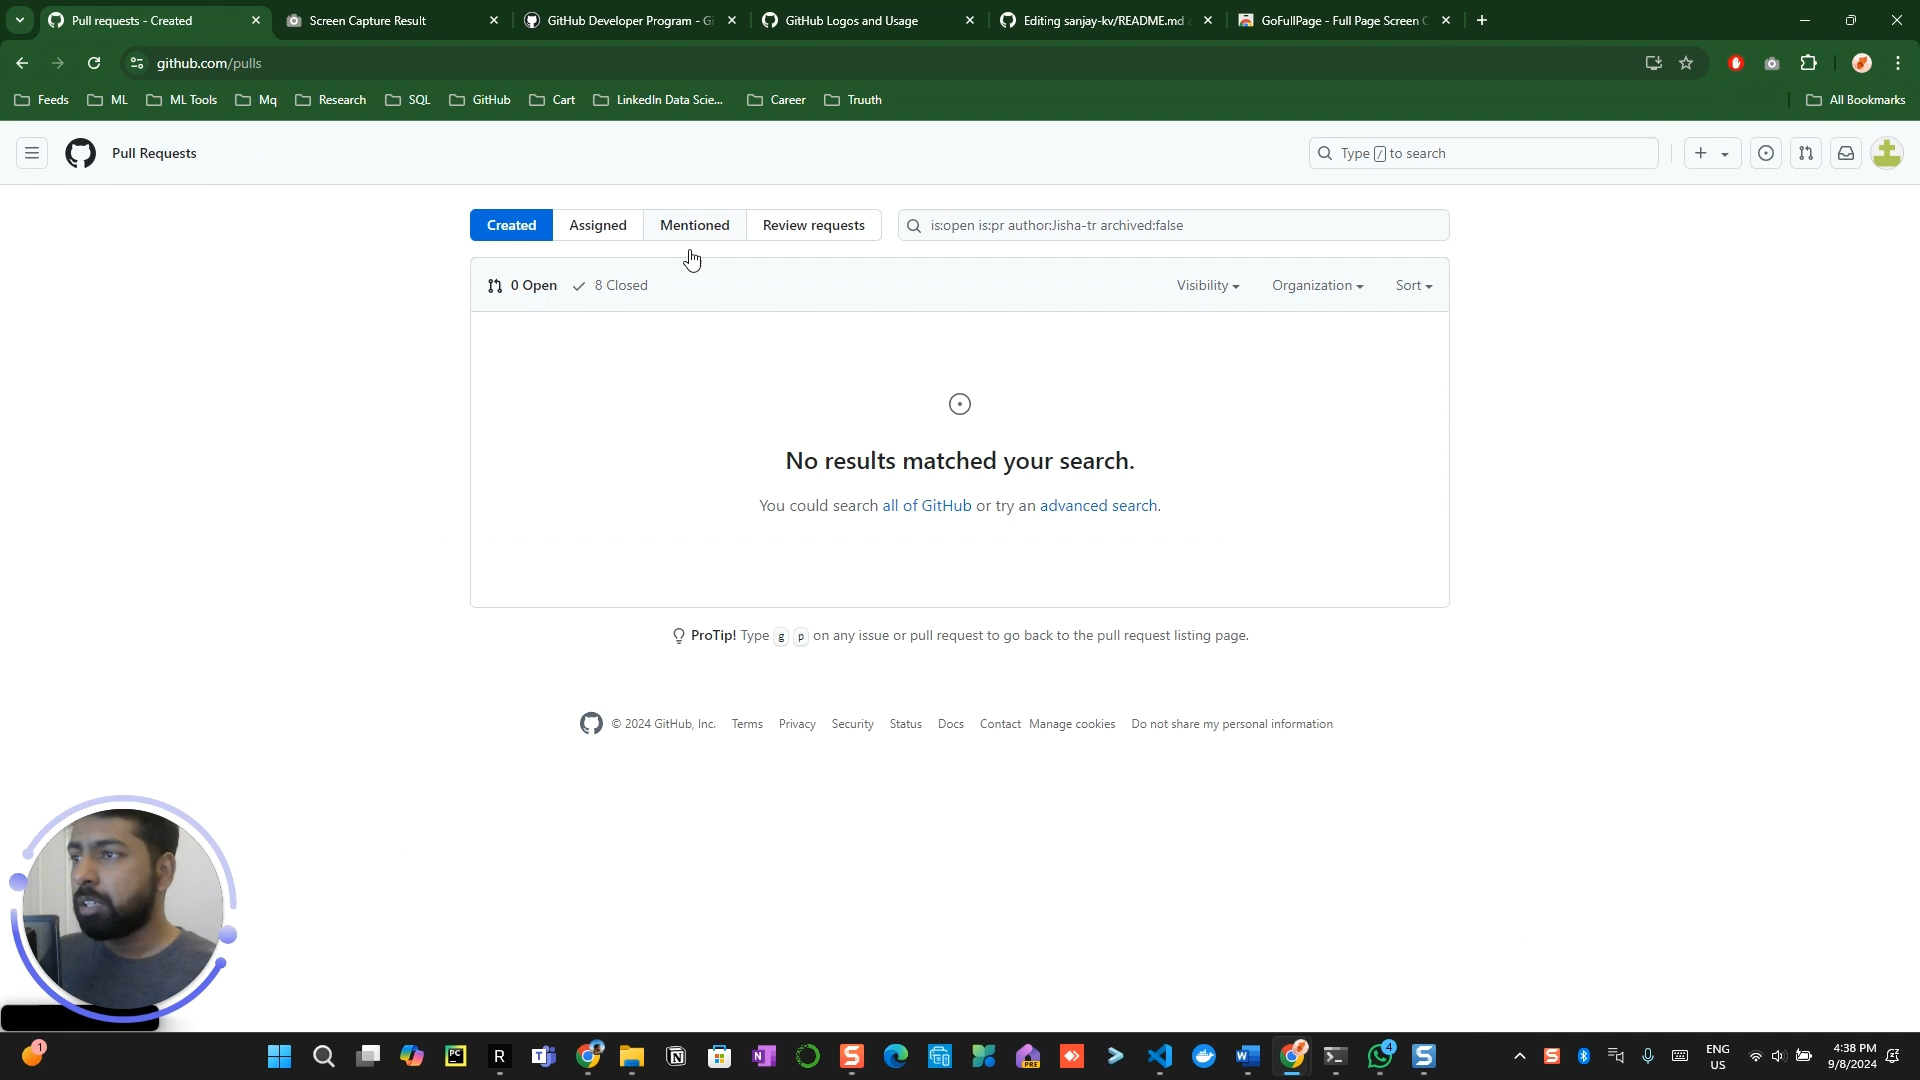 Pull requests - Created
Screen Capture Result
GitHub Developer Program - Gi
GitHub Logos and Usage
Editing sanjay-kv/README.md
GoFullPage - Full Page Screen C
github.com/pulls
Feeds
ML
ML Tools
Mq
Research
SQL
GitHub
Cart
LinkedIn Data Scie...
Career
Truuth
All Bookmarks
Pull Requests
Type / to search
Created
Assigned
Mentioned
Review requests
is:open is:pr author:Jisha-tr archived:false
0 Open
8 Closed
Visibility
Organization
Sort
No results matched your search.
You could search all of GitHub or try an advanced search.
ProTip! Type g p on any issue or pull request to go back to the pull request listing page.
© 2024 GitHub, Inc.
Terms
Privacy
Security
Status
Docs
Contact
Manage cookies
Do not share my personal information
1
PC
R
PRE
4
ENG
US
4:38 PM
9/8/2024